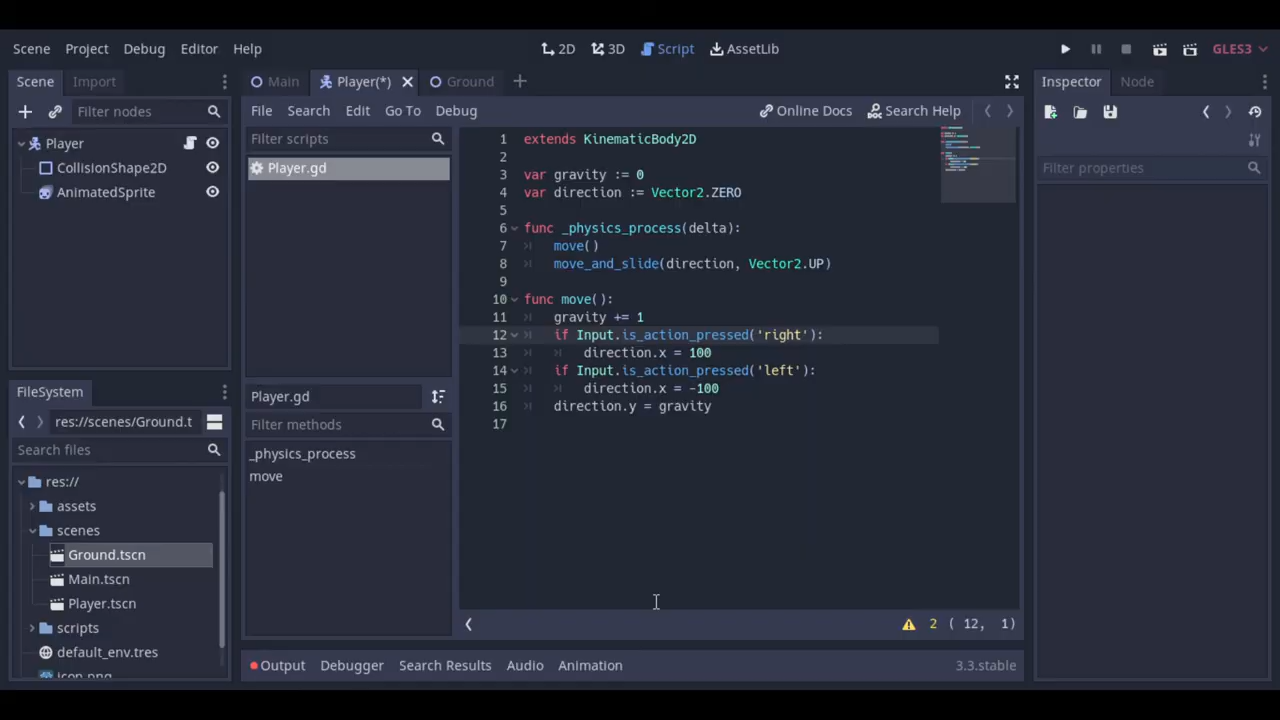 Scene Project Debug Editor Help 2D 3D Script AssetLib GLES3
Scene Import Main Player(*) Ground Inspector Node
Filter nodes File Search Edit Go To Debug Online Docs Search Help
Player
CollisionShape2D
AnimatedSprite
Filter scripts
Player.gd
1 extends KinematicBody2D
2
3 var gravity := 0
4 var direction := Vector2.ZERO
5
6 func _physics_process(delta):
7 move()
8 move_and_slide(direction, Vector2.UP)
9
10 func move():
11 gravity += 1
12 if Input.is_action_pressed('right'):
13 direction.x = 100
14 if Input.is_action_pressed('left'):
15 direction.x = -100
16 direction.y = gravity
17
Filter properties
FileSystem
res://scenes/Ground.t
Search files
res://
assets
scenes
Ground.tscn
Main.tscn
Player.tscn
scripts
default_env.tres
icon.png
Player.gd
Filter methods
_physics_process
move
2 ( 12, 1)
Output Debugger Search Results Audio Animation 3.3.stable